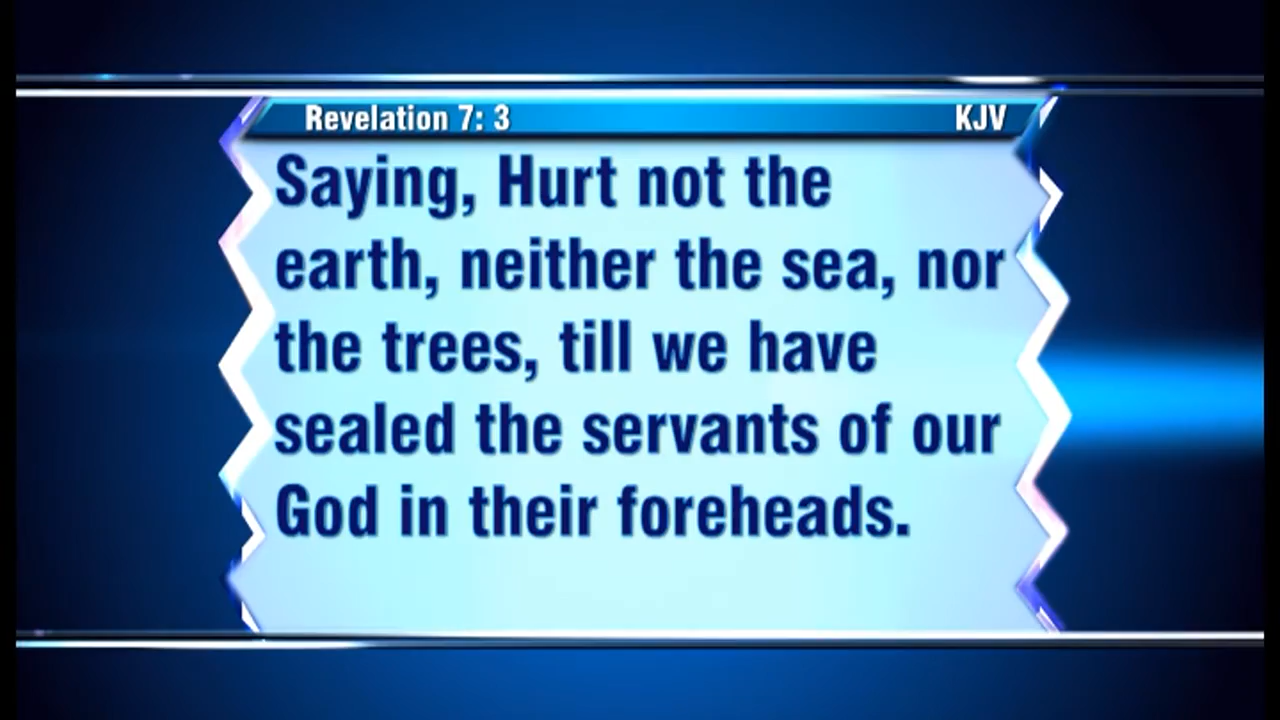 Revelation 7: 3 KJV
Saying, Hurt not the
earth, neither the sea, nor
the trees, till we have
sealed the servants of our
God in their foreheads.